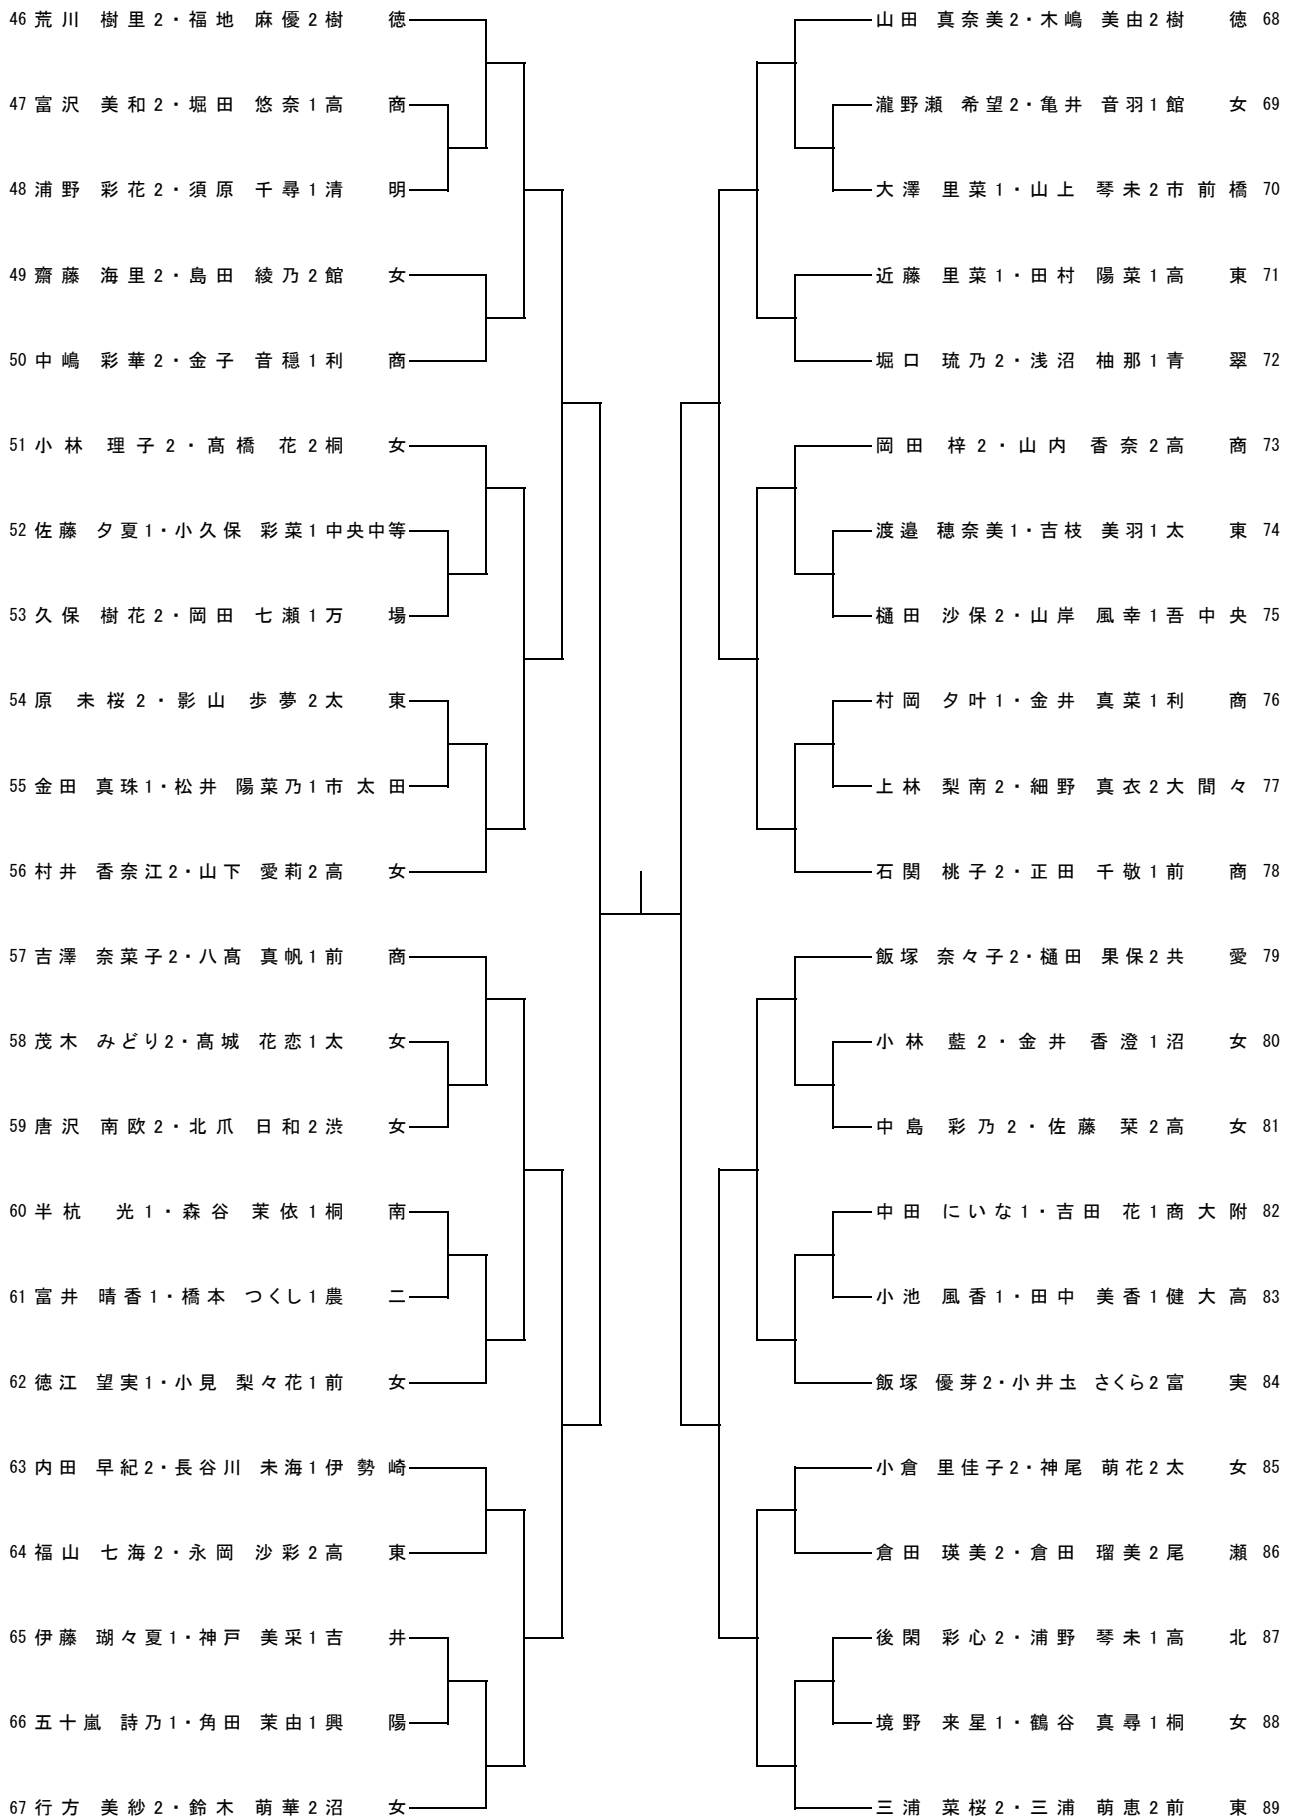 46 荒川 樹里2・福地 麻優2 樹徳
47 富沢 美和2・堀田 悠奈1 高商
48 浦野 彩花2・須原 千尋1 清明
49 齋藤 海里2・島田 綾乃2 館女
50 中嶋 彩華2・金子 音穏1 利商
51 小林 理子2・髙橋 花2 桐女
52 佐藤 夕夏1・小久保 彩菜1 中央中等
53 久保 樹花2・岡田 七瀬1 万場
54 原 未桜2・影山 歩夢2 太東
55 金田 真珠1・松井 陽菜乃1 市太田
56 村井 香奈江2・山下 愛莉2 高女
57 吉澤 奈菜子2・八髙 真帆1 前商
58 茂木 みどり2・髙城 花恋1 太女
59 唐沢 南欧2・北爪 日和2 渋女
60 半杭 光1・森谷 茉依1 桐南
61 富井 晴香1・橋本 つくし1 農二
62 徳江 望実1・小見 梨々花1 前女
63 内田 早紀2・長谷川 未海1 伊勢崎
64 福山 七海2・永岡 沙彩2 高東
65 伊藤 瑚々夏1・神戸 美采1 吉井
66 五十嵐 詩乃1・角田 茉由1 興陽
67 行方 美紗2・鈴木 萌華2 沼女
山田 真奈美2・木嶋 美由2 樹徳 68
瀧野瀬 希望2・亀井 音羽1 館女 69
大澤 里菜1・山上 琴未2 市前橋 70
近藤 里菜1・田村 陽菜1 高東 71
堀口 琉乃2・浅沼 柚那1 青翠 72
岡田 梓2・山内 香奈2 高商 73
渡邉 穂奈美1・吉枝 美羽1 太東 74
樋田 沙保2・山岸 風幸1 吾中央 75
村岡 夕叶1・金井 真菜1 利商 76
上林 梨南2・細野 真衣2 大間々 77
石関 桃子2・正田 千敬1 前商 78
飯塚 奈々子2・樋田 果保2 共愛 79
小林 藍2・金井 香澄1 沼女 80
中島 彩乃2・佐藤 栞2 高女 81
中田 にいな1・吉田 花1 商大附 82
小池 風香1・田中 美香1 健大高 83
飯塚 優芽2・小井圡 さくら2 富実 84
小倉 里佳子2・神尾 萌花2 太女 85
倉田 瑛美2・倉田 瑠美2 尾瀬 86
後閑 彩心2・浦野 琴未1 高北 87
境野 来星1・鶴谷 真尋1 桐女 88
三浦 菜桜2・三浦 萌恵2 前東 89